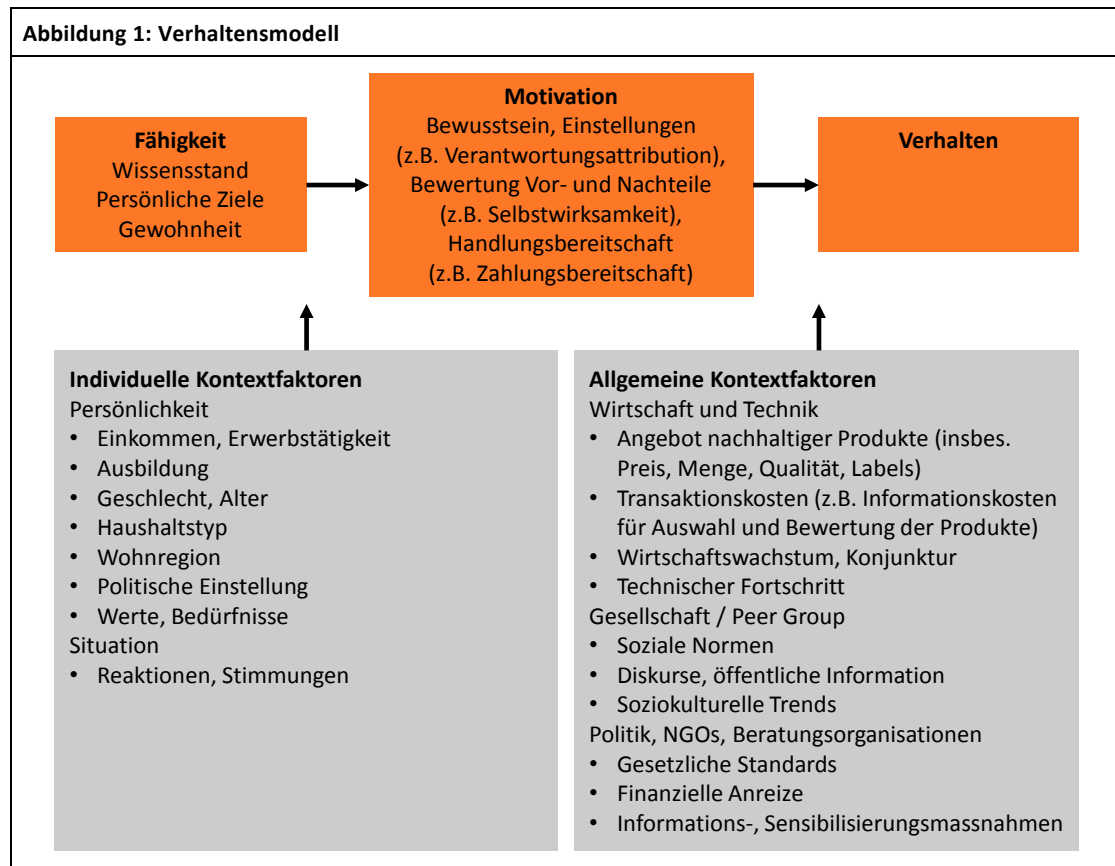 Abbildung 1: Verhaltensmodell
Fähigkeit
Wissensstand
Persönliche Ziele
Gewohnheit
Motivation
Bewusstsein, Einstellungen
(z.B. Verantwortungsattribution),
Bewertung Vor- und Nachteile
(z.B. Selbstwirksamkeit),
Handlungsbereitschaft
(z.B. Zahlungsbereitschaft)
Verhalten
Individuelle Kontextfaktoren
Persönlichkeit
• Einkommen, Erwerbstätigkeit
• Ausbildung
• Geschlecht, Alter
• Haushaltstyp
• Wohnregion
• Politische Einstellung
• Werte, Bedürfnisse
Situation
• Reaktionen, Stimmungen
Allgemeine Kontextfaktoren
Wirtschaft und Technik
• Angebot nachhaltiger Produkte (insbes.
Preis, Menge, Qualität, Labels)
• Transaktionskosten (z.B. Informationskosten
für Auswahl und Bewertung der Produkte)
• Wirtschaftswachstum, Konjunktur
• Technischer Fortschritt
Gesellschaft / Peer Group
• Soziale Normen
• Diskurse, öffentliche Information
• Soziokulturelle Trends
Politik, NGOs, Beratungsorganisationen
• Gesetzliche Standards
• Finanzielle Anreize
• Informations-, Sensibilisierungsmassnahmen